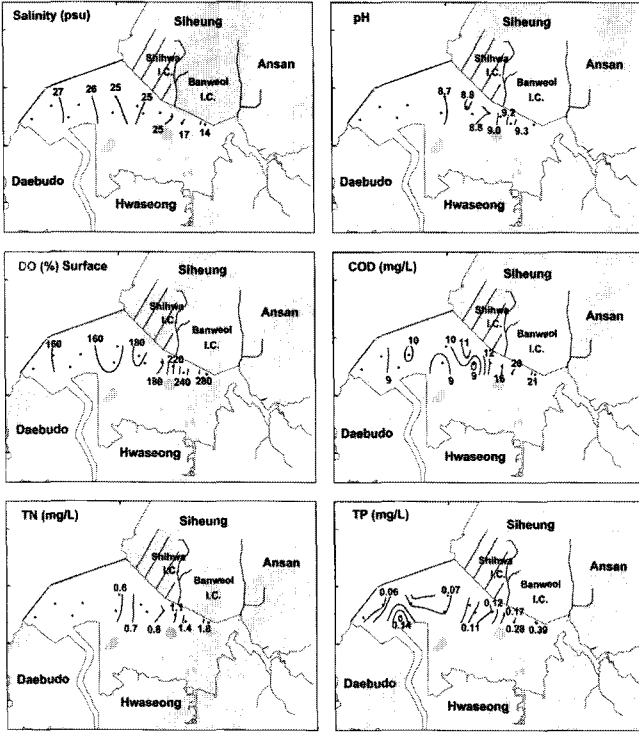 Salinity (psu)
Siheung
Shihwa
I.C.
Ansan
Banweol
I.C.
27
26
25
25
25
17
14
Daebudo
Hwaseong
pH
Siheung
Shihwa
I.C.
Ansan
Banweol
I.C.
8.7
8.9
9.2
8.8
9.0
9.3
Daebudo
Hwaseong
DO (%) Surface
Siheung
Shihwa
I.C.
Ansan
Banweol
I.C.
160
160
180
220
180
240
280
Daebudo
Hwaseong
COD (mg/L)
Siheung
Shihwa
I.C.
Ansan
Banweol
I.C.
10
10
11
12
20
9
9
9
16
21
Daebudo
Hwaseong
TN (mg/L)
Siheung
Shihwa
I.C.
Ansan
Banweol
I.C.
0.6
1.1
0.7
0.8
1.4
1.8
Daebudo
Hwaseong
TP (mg/L)
Siheung
Shihwa
I.C.
Ansan
Banweol
I.C.
0.06
0.07
0.12
0.17
0.14
0.11
0.28
0.39
Daebudo
Hwaseong